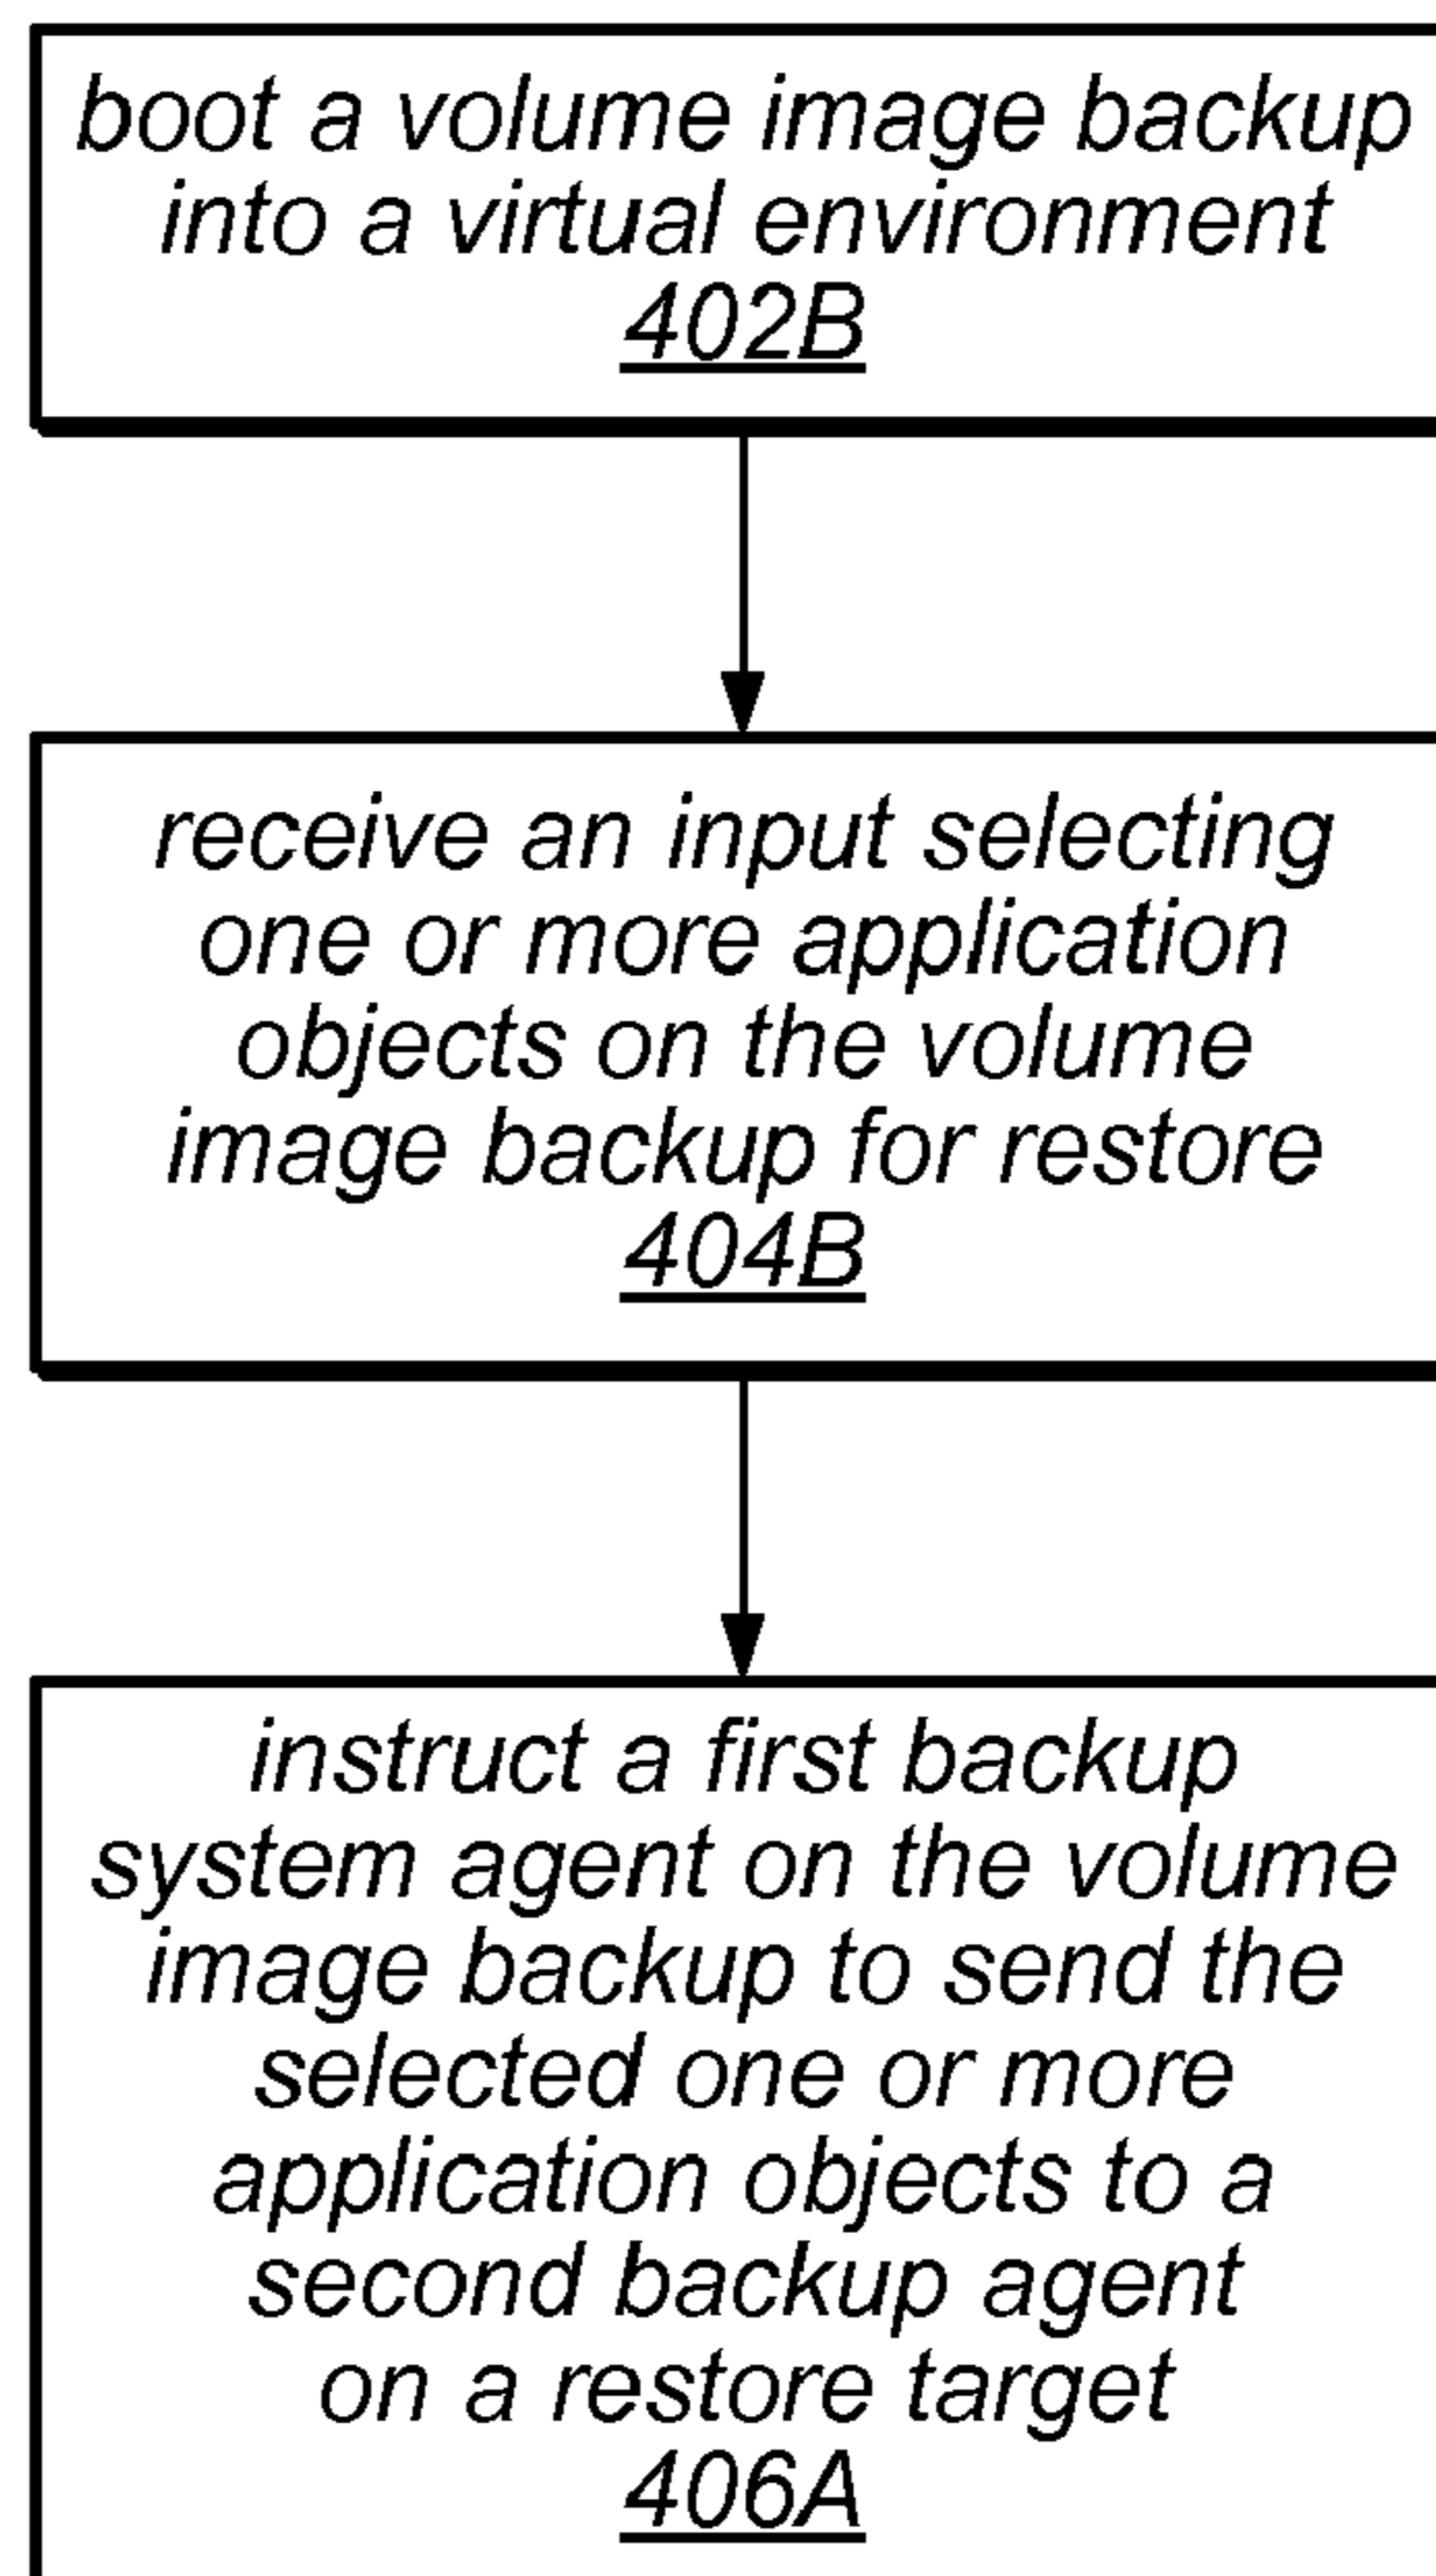 boot a volume image backup
into a virtual environment
402B
receive an input selecting
one or more application
objects on the volume
image backup for restore
404B
instruct a first backup
system agent on the volume
image backup to send the
selected one or more
application objects to a
second backup agent
on a restore target
406A